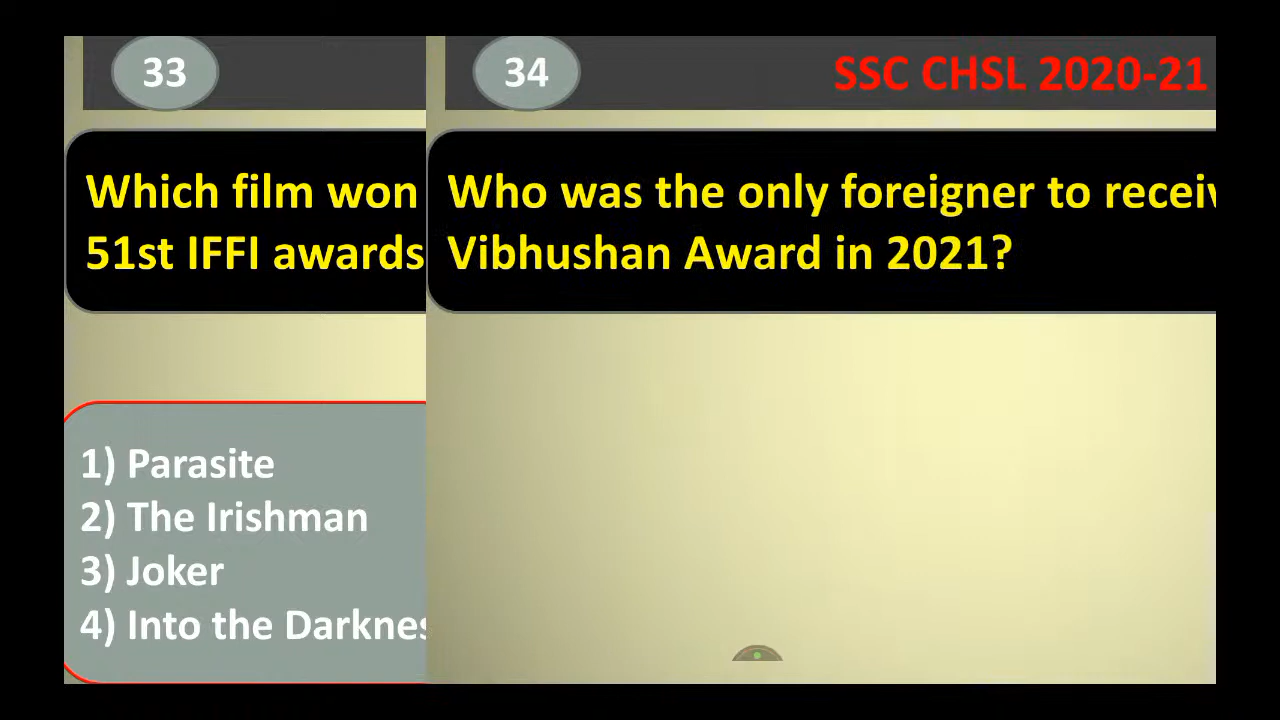 33
Which film won
51st IFFI awards
1) Parasite
2) The Irishman
3) Joker
4) Into the
34
SSC CHSL 2020-21
Who was the only foreigner to
Vibhushan Award in 2021?